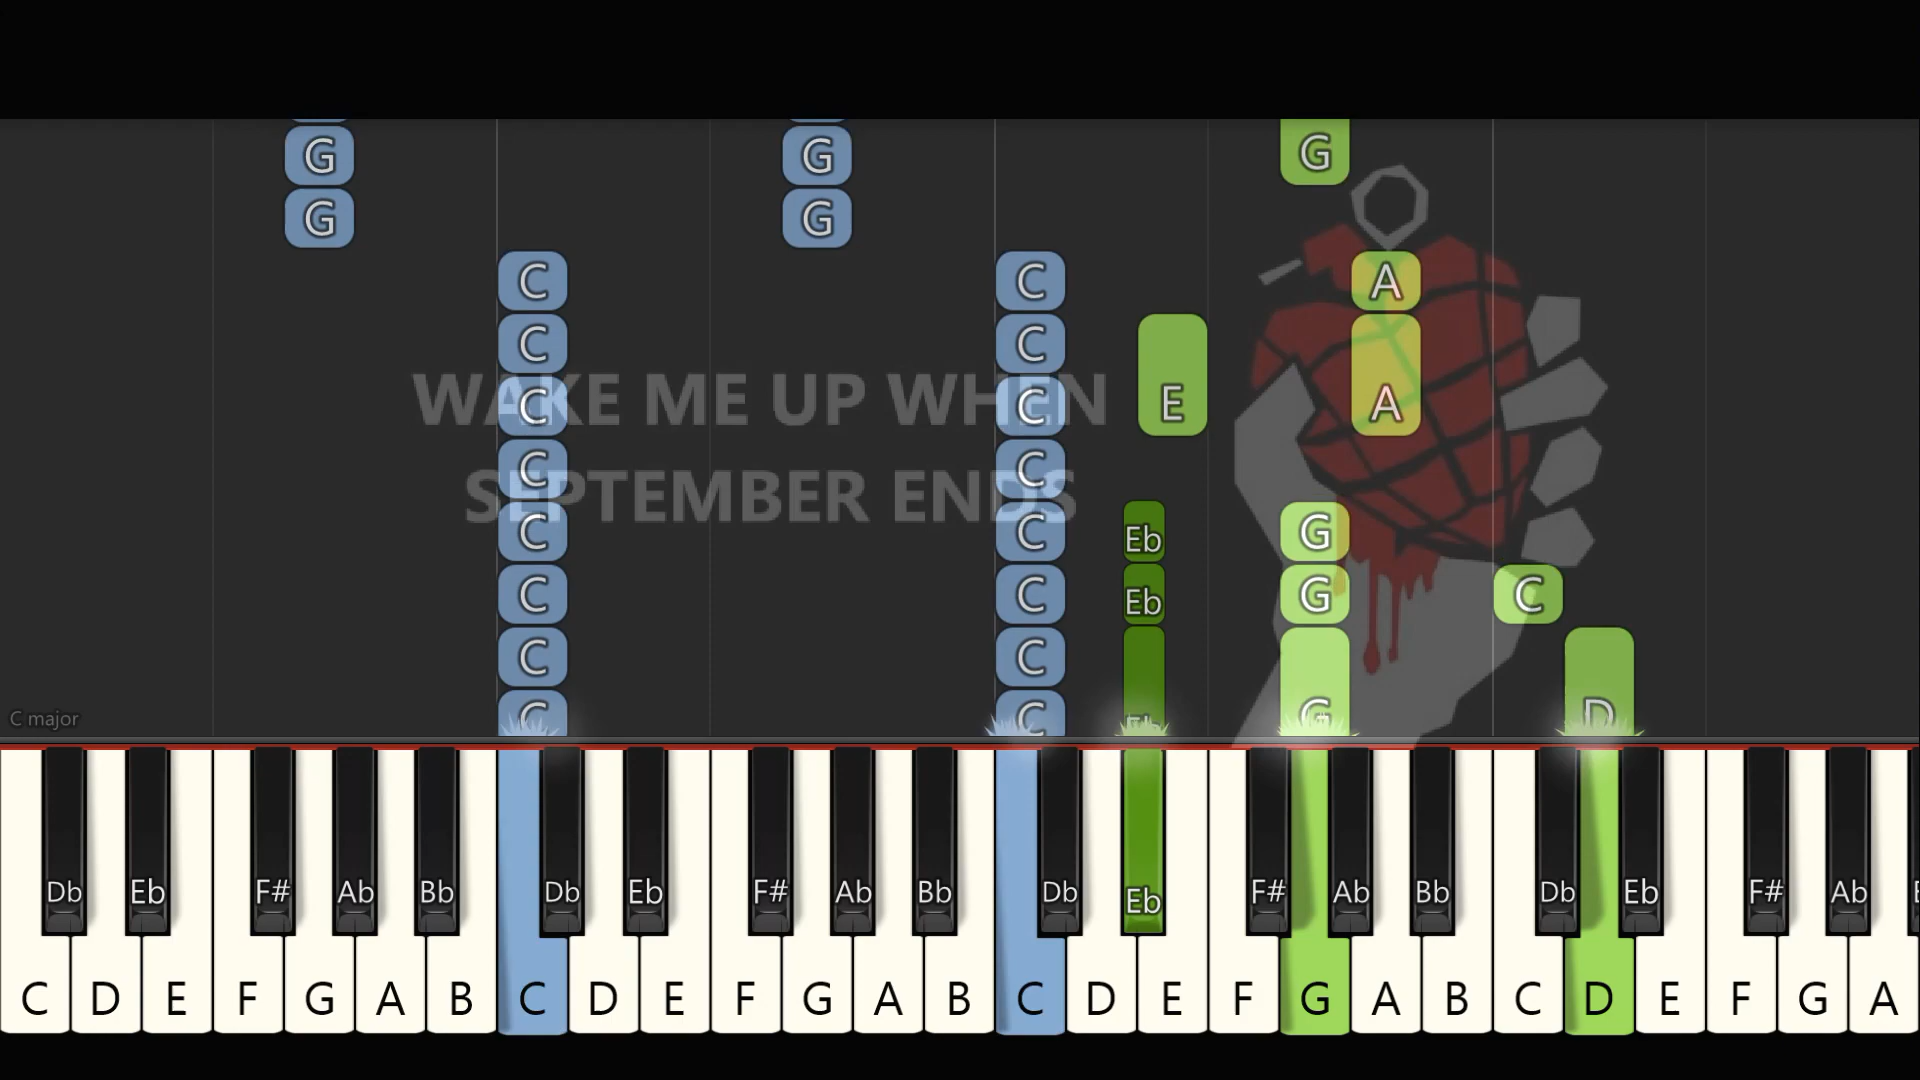 G G G
G G
C C A
C C
E A
C C
WAKE ME UP WHEN
C C
SEPTEMBER ENDS
C C Eb G
C C Eb G C
C C
C C Eb G D
C major
Db Eb F# Ab Bb Db Eb F# Ab Bb Db Eb F# Ab Bb Db Eb F# Ab
C D E F G A B C D E F G A B C D E F G A B C D E F G A